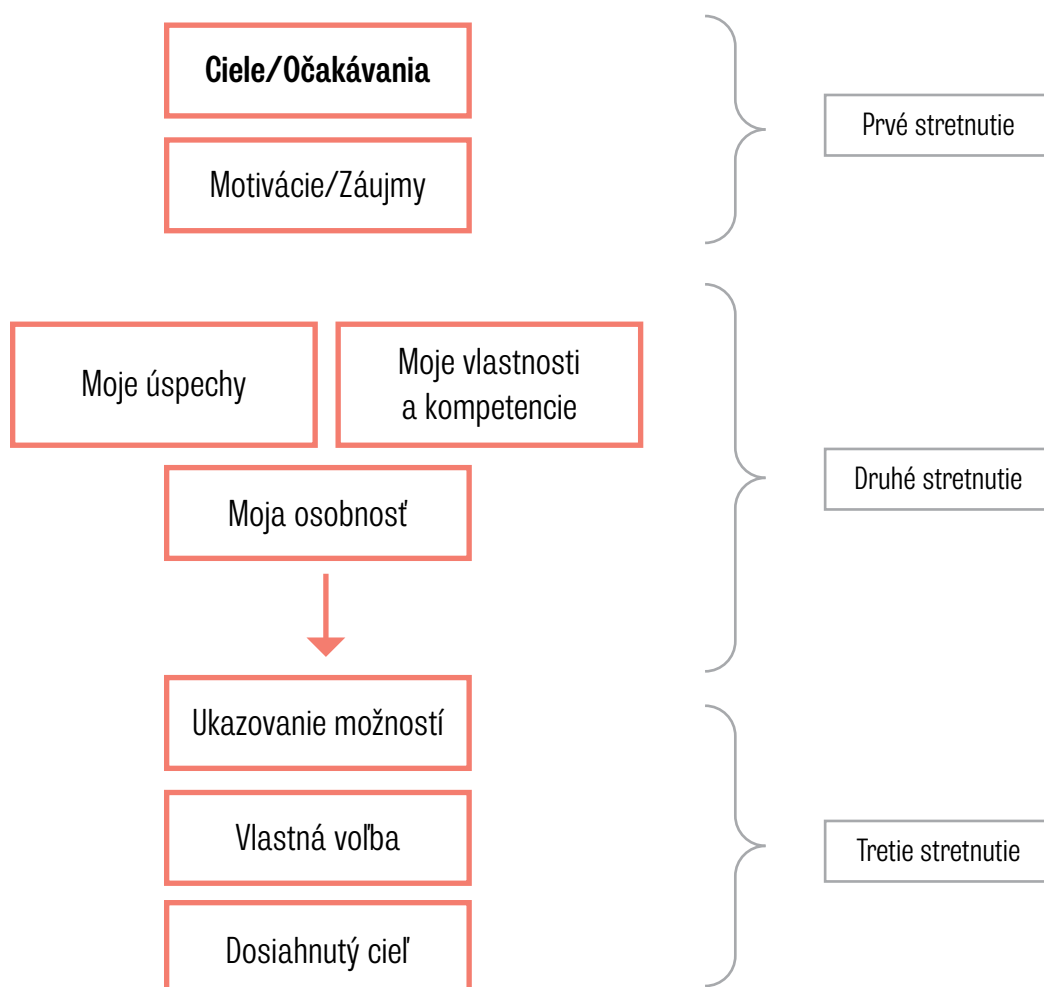 Ciele/Očakávania
Prvé stretnutie
Motivácie/Záujmy
Moje úspechy
Moje vlastnosti
a kompetencie
Druhé stretnutie
Moja osobnosť
Ukazovanie možností
Vlastná voľba
Tretie stretnutie
Dosiahnutý cieľ